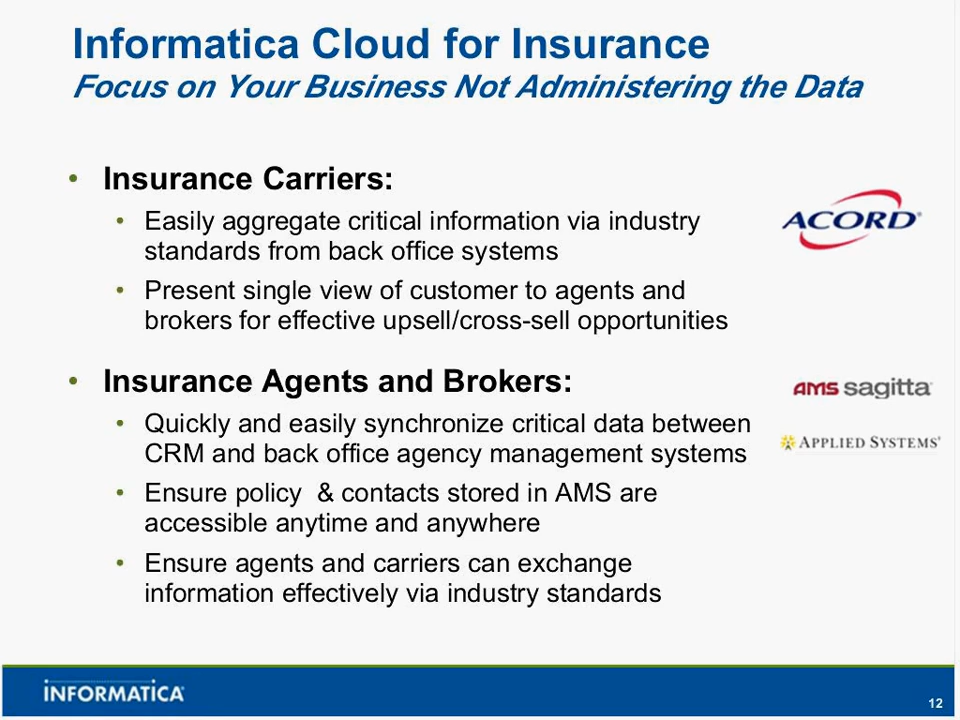 Informatica Cloud for Insurance
Focus on Your Business Not Administering the Data
• Insurance Carriers:
• Easily aggregate critical information via industry
standards from back office systems
• Present single view of customer to agents and
brokers for effective upsell/cross-sell opportunities
ACORD®
• Insurance Agents and Brokers:
• Quickly and easily synchronize critical data between
CRM and back office agency management systems
• Ensure policy  & contacts stored in AMS are
accessible anytime and anywhere
• Ensure agents and carriers can exchange
information effectively via industry standards
AMS sagitta
APPLIED SYSTEMS®
INFORMATICA®
12